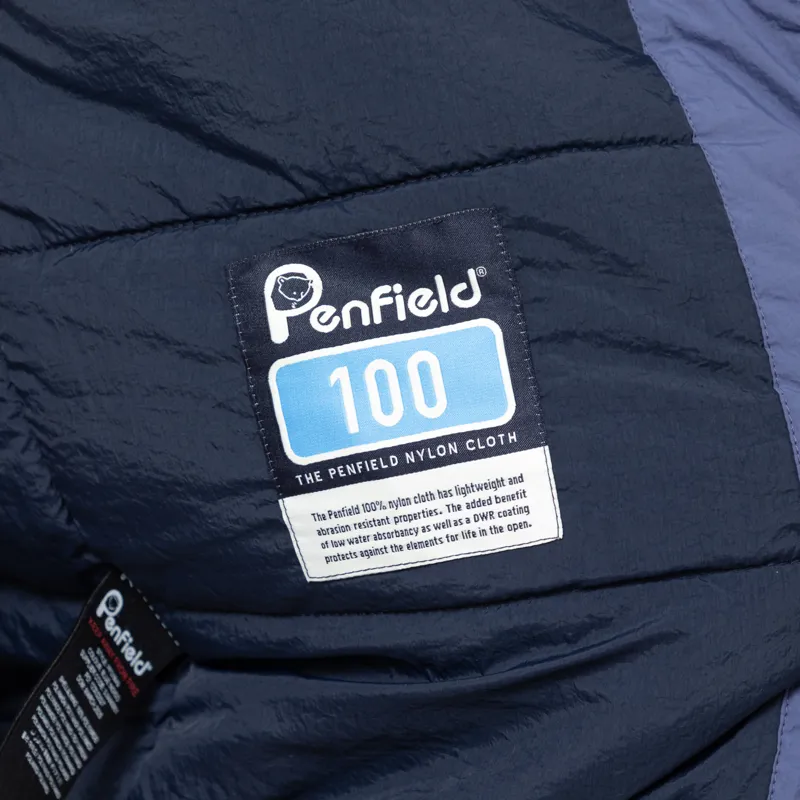 Penfield®
100
THE PENFIELD NYLON CLOTH
The Penfield 100% nylon cloth has lightweight and
abrasion resistant properties. The added benefit
of low water absorbancy as well as a DWR coating
protects against the elements for life in the open.
Penfield